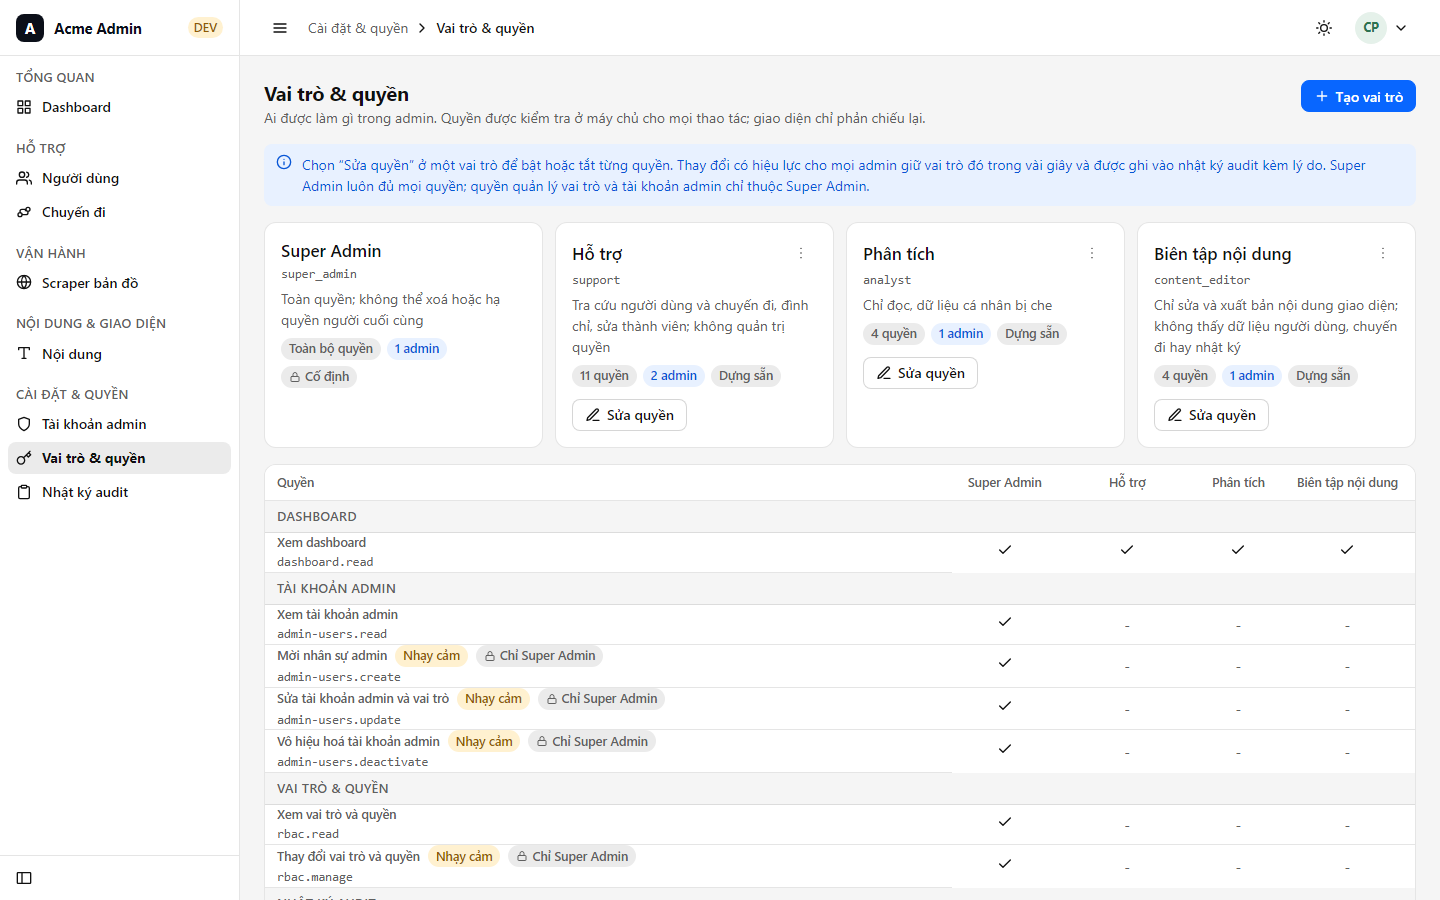 A
Acme Admin
DEV
Cài đặt & quyền
Vai trò & quyền
CP
TỔNG QUAN
Dashboard
HỖ TRỢ
Người dùng
Chuyến đi
VẬN HÀNH
Scraper bản đồ
NỘI DUNG & GIAO DIỆN
Nội dung
CÀI ĐẶT & QUYỀN
Tài khoản admin
Vai trò & quyền
Nhật ký audit
Vai trò & quyền
Ai được làm gì trong admin. Quyền được kiểm tra ở máy chủ cho mọi thao tác; giao diện chỉ phản chiếu lại.
Tạo vai trò
Chọn “Sửa quyền” ở một vai trò để bật hoặc tắt từng quyền. Thay đổi có hiệu lực cho mọi admin giữ vai trò đó trong vài giây và được ghi vào nhật ký audit kèm lý do. Super
Admin luôn đủ mọi quyền; quyền quản lý vai trò và tài khoản admin chỉ thuộc Super Admin.
Super Admin
super_admin
Toàn quyền; không thể xoá hoặc hạ
quyền người cuối cùng
Toàn bộ quyền
1 admin
Cố định
Hỗ trợ
support
Tra cứu người dùng và chuyến đi, đình
chỉ, sửa thành viên; không quản trị
quyền
11 quyền
2 admin
Dựng sẵn
Sửa quyền
Phân tích
analyst
Chỉ đọc, dữ liệu cá nhân bị che
4 quyền
1 admin
Dựng sẵn
Sửa quyền
Biên tập nội dung
content_editor
Chỉ sửa và xuất bản nội dung giao diện;
không thấy dữ liệu người dùng, chuyến
đi hay nhật ký
4 quyền
1 admin
Dựng sẵn
Sửa quyền
Quyền
Super Admin
Hỗ trợ
Phân tích
Biên tập nội dung
DASHBOARD
Xem dashboard
dashboard.read
TÀI KHOẢN ADMIN
Xem tài khoản admin
admin-users.read
- - -
Mời nhân sự admin Nhạy cảm Chỉ Super Admin
admin-users.create
- - -
Sửa tài khoản admin và vai trò Nhạy cảm Chỉ Super Admin
admin-users.update
- - -
Vô hiệu hoá tài khoản admin Nhạy cảm Chỉ Super Admin
admin-users.deactivate
- - -
VAI TRÒ & QUYỀN
Xem vai trò và quyền
rbac.read
- - -
Thay đổi vai trò và quyền Nhạy cảm Chỉ Super Admin
rbac.manage
- - -